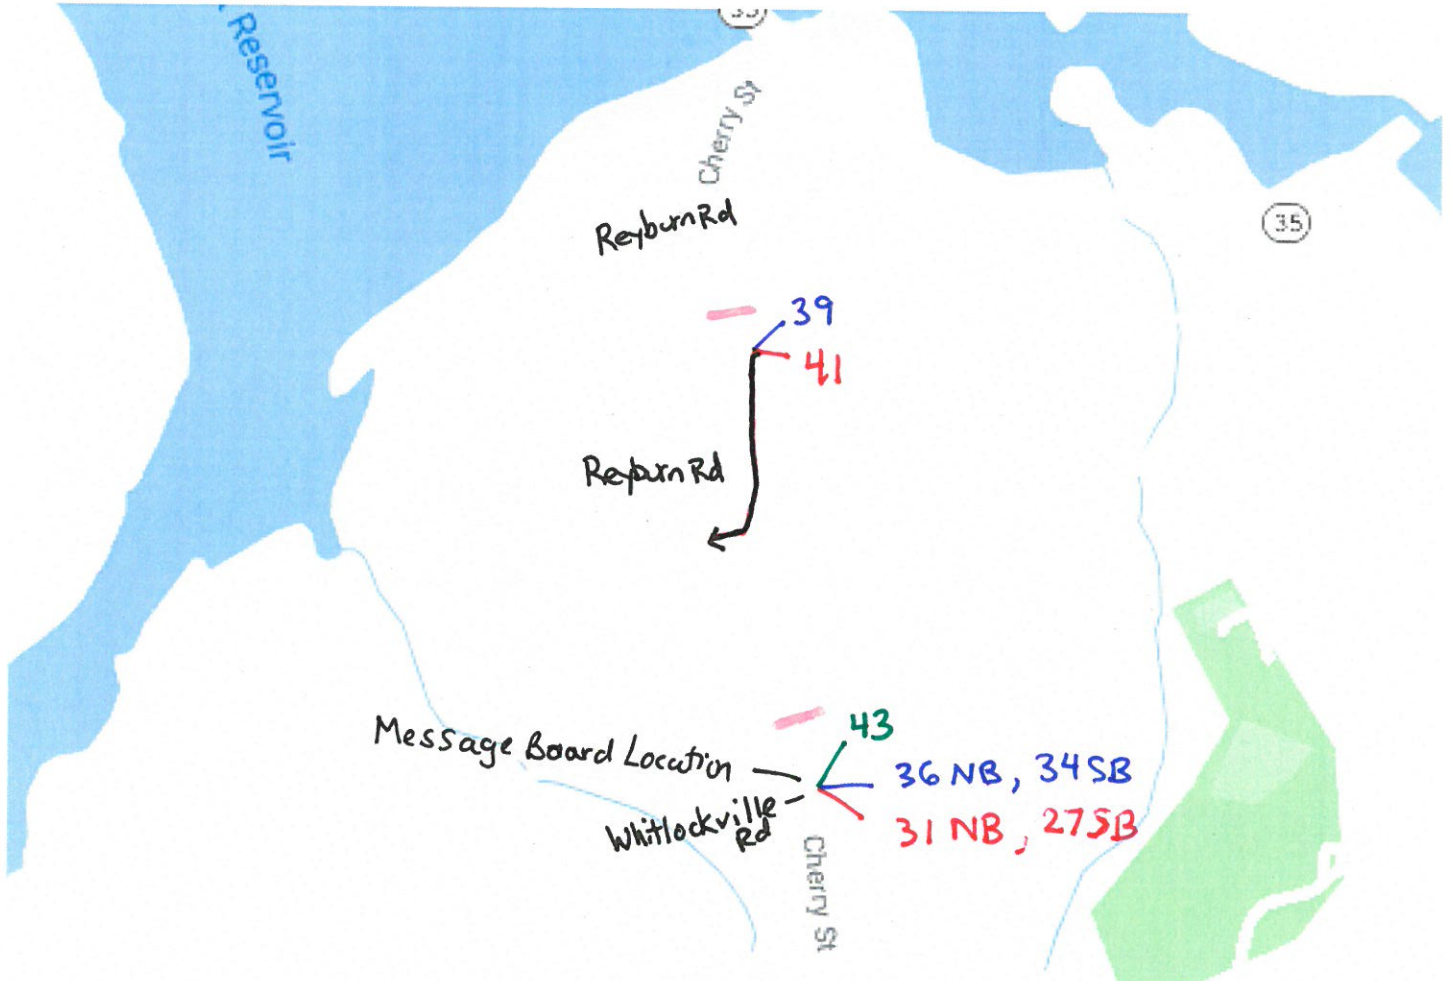 Reservoir
Cherry St
Reyburn Rd
35
39
41
Reyburn Rd
43
Message Board Location
36 NB, 34 SB
Whitlockville
Rd
31 NB, 27 SB
Cherry St